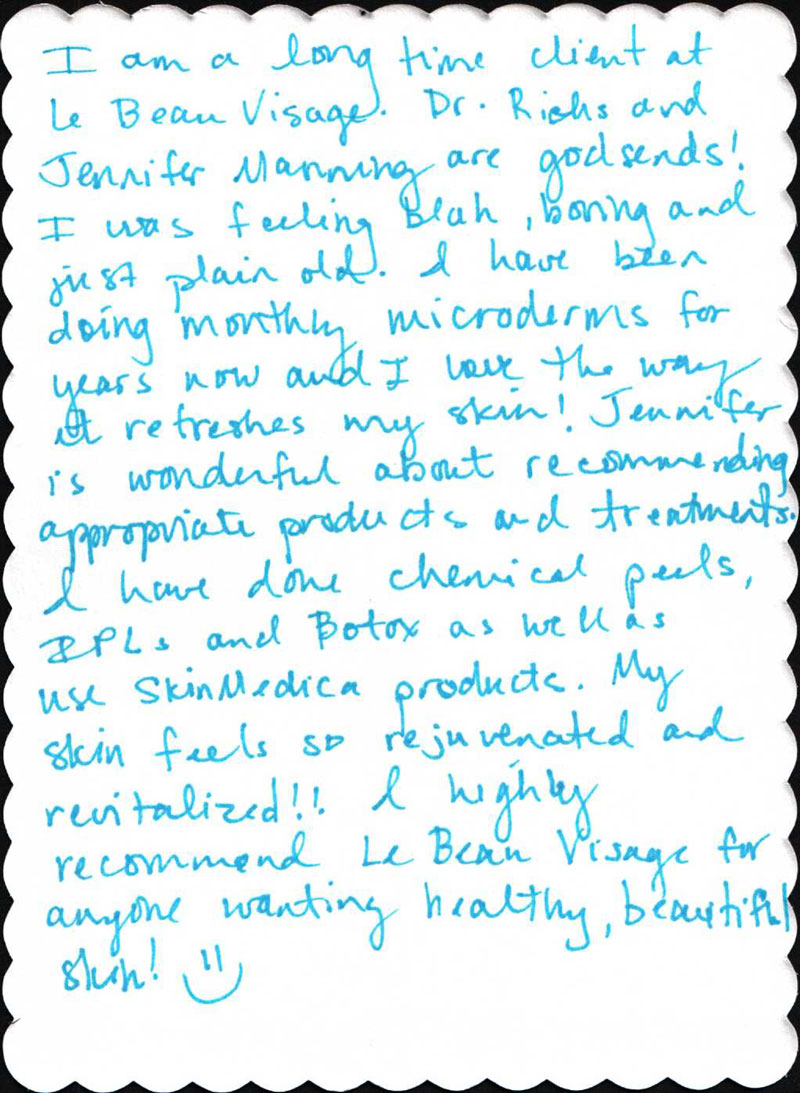 I am a long time client at
Le Beau Visage. Dr. Riehs and
Jennifer Manning are godsends!
I was feeling Blah, boring and
just plain old. I have been
doing monthly microderms for
years now and I love the way
it refreshes my skin! Jennifer
is wonderful about recommending
appropriate products and treatments.
I have done chemical peels,
IPLs and Botox as well as
use SkinMedica products. My
skin feels so rejuvenated and
revitalized!!! I highly
recommend Le Beau Visage for
anyone wanting healthy, beautiful
skin!